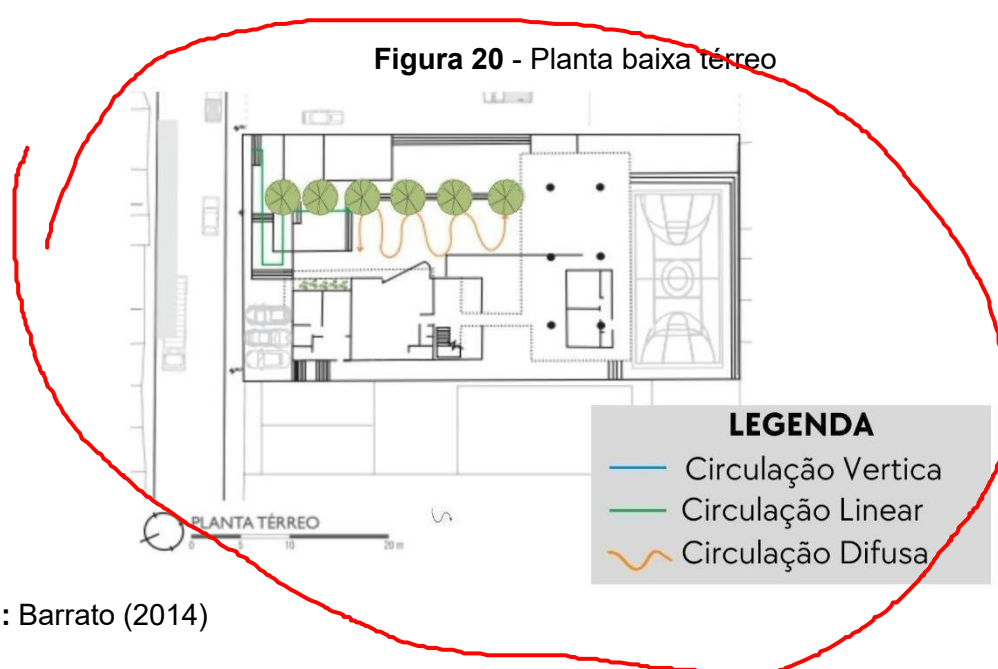 Figura 20 - Planta baixa térreo
LEGENDA
Circulação Vertica
Circulação Linear
Circulação Difusa
PLANTA TÉRREO
0 5 10 20 m
: Barrato (2014)